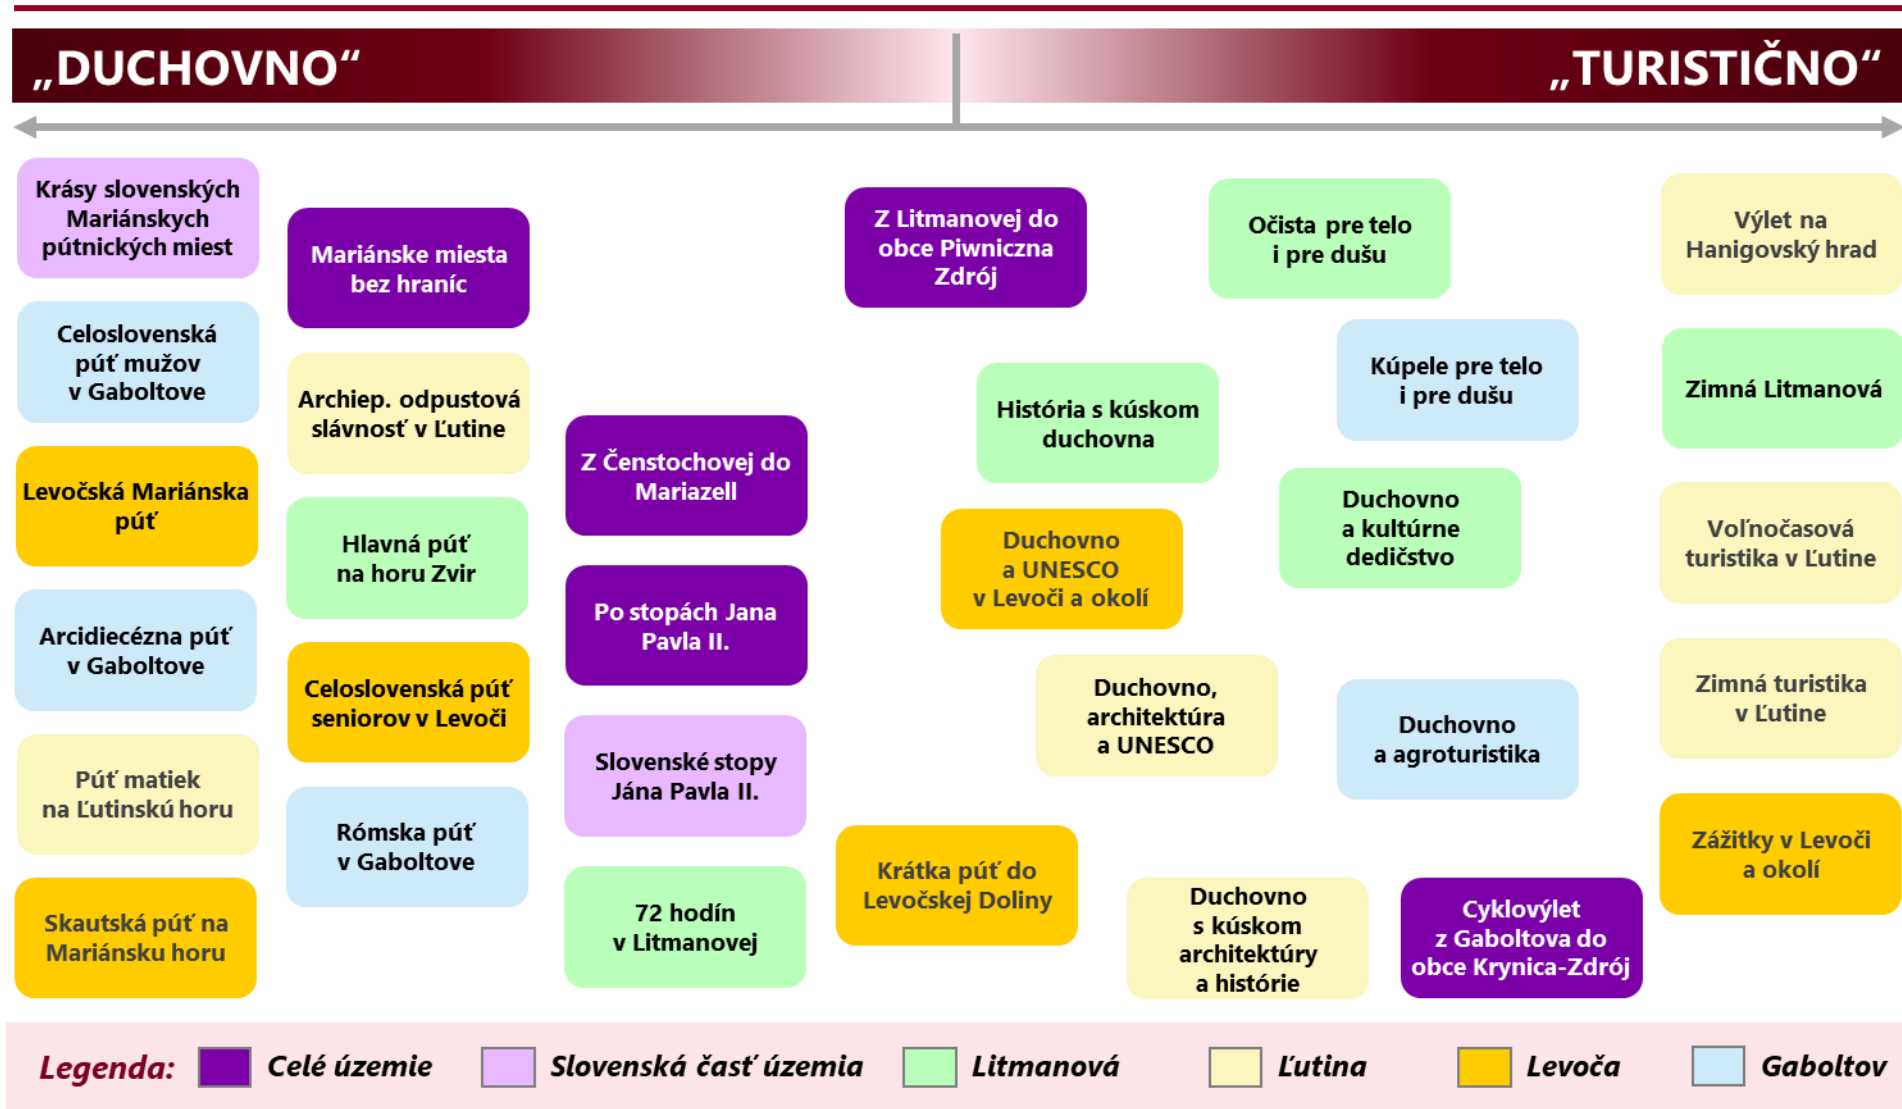 „DUCHOVNO“
„TURISTIČNO“
Krásy slovenských
Mariánskych
pútnických miest
Celoslovenská
púť mužov
v Gaboltove
Levočská Mariánska
púť
Arcidiecézna púť
v Gaboltove
Púť matiek
na Ľutinskú horu
Skautská púť na
Mariánsku horu
Mariánske miesta
bez hraníc
Archiep. odpustová
slávnosť v Ľutine
Hlavná púť
na horu Zvir
Celoslovenská púť
seniorov v Levoči
Rómska púť
v Gaboltove
Z Čenstochovej do
Mariazell
Po stopách Jana
Pavla II.
Slovenské stopy
Jána Pavla II.
72 hodín
v Litmanovej
Z Litmanovej do
obce Piwniczna
Zdrój
História s kúskom
duchovna
Duchovno
a UNESCO
v Levoči a okolí
Duchovno,
architektúra
a UNESCO
Krátka púť do
Levočskej Doliny
Očista pre telo
i pre dušu
Kúpele pre telo
i pre dušu
Duchovno
a kultúrne
dedičstvo
Duchovno
a agroturistika
Duchovno
s kúskom
architektúry
a histórie
Cyklovýlet
z Gaboltova do
obce Krynica-Zdrój
Výlet na
Hanigovský hrad
Zimná Litmanová
Voľnočasová
turistika v Ľutine
Zimná turistika
v Ľutine
Zážitky v Levoči
a okolí
Legenda:
Celé územie
Slovenská časť územia
Litmanová
Ľutina
Levoča
Gaboltov